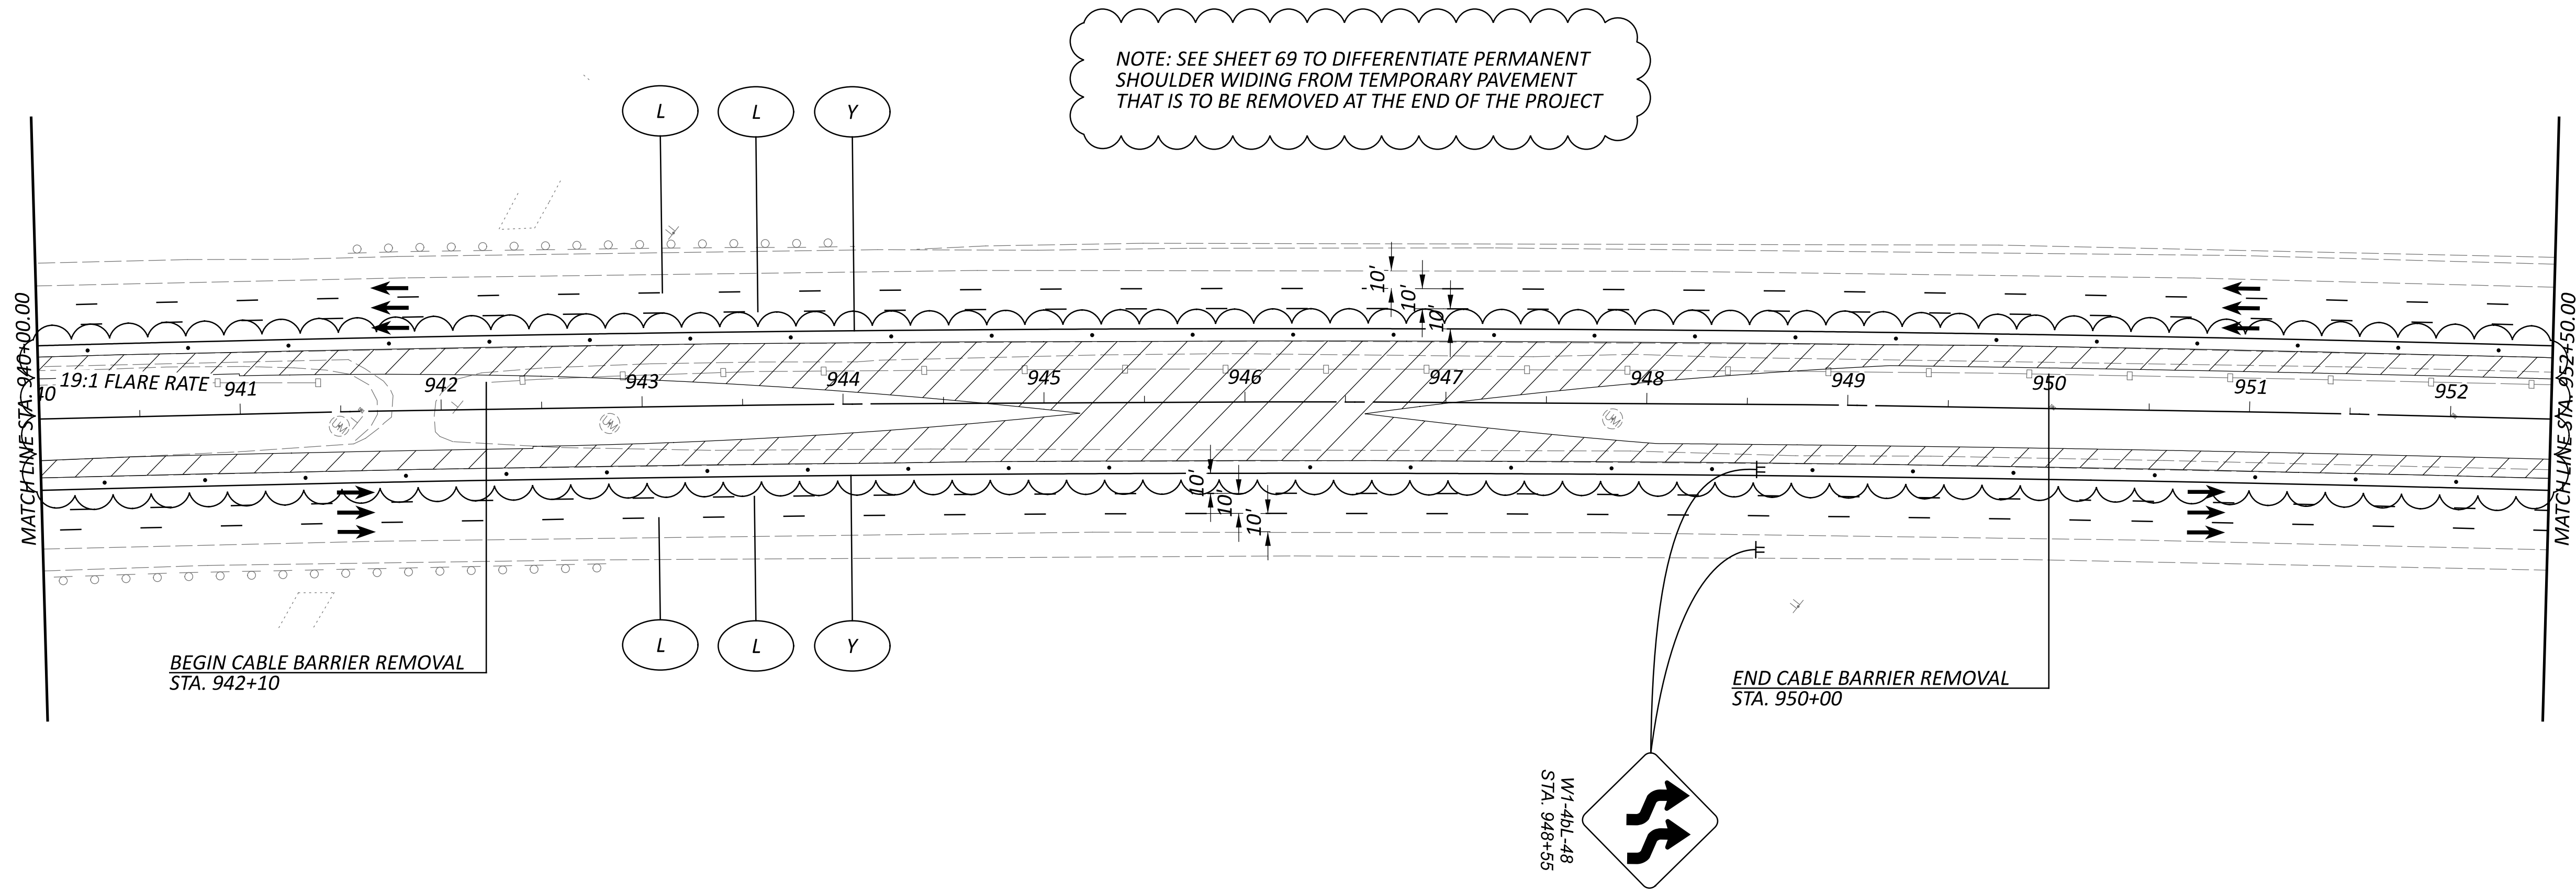 NOTE: SEE SHEET 69 TO DIFFERENTIATE PERMANENT
SHOULDER WIDING FROM TEMPORARY PAVEMENT
THAT IS TO BE REMOVED AT THE END OF THE PROJECT
L
L
Y
MATCH LINE STA. 940+00.00
MATCH LINE STA. 952+50.00
10'
10'
10'
19:1 FLARE RATE
40
941
942
943
944
945
946
947
948
949
950
951
952
10'
10'
10'
L
L
Y
BEGIN CABLE BARRIER REMOVAL
STA. 942+10
END CABLE BARRIER REMOVAL
STA. 950+00
W1-4bL-48
STA. 948+55